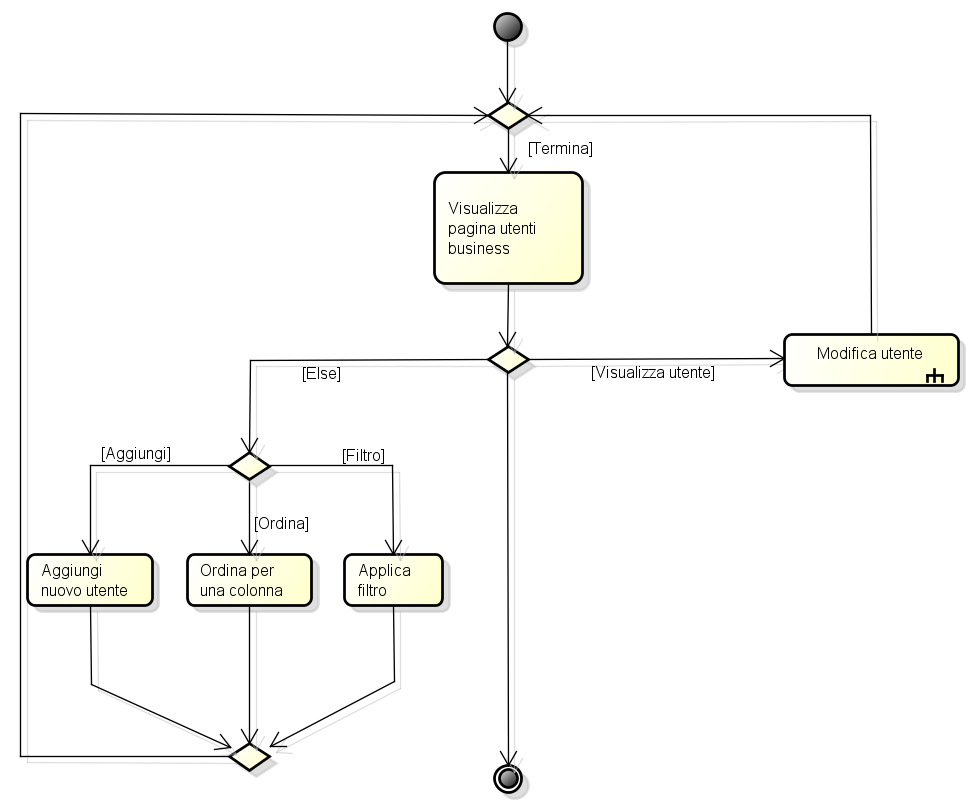 [Termina]
Visualizza
pagina utenti
business
Modifica utente
[Else]
[Visualizza utente]
[Aggiungi]
[Filtro]
[Ordina]
Aggiungi
nuovo utente
Ordina per
una colonna
Applica
filtro